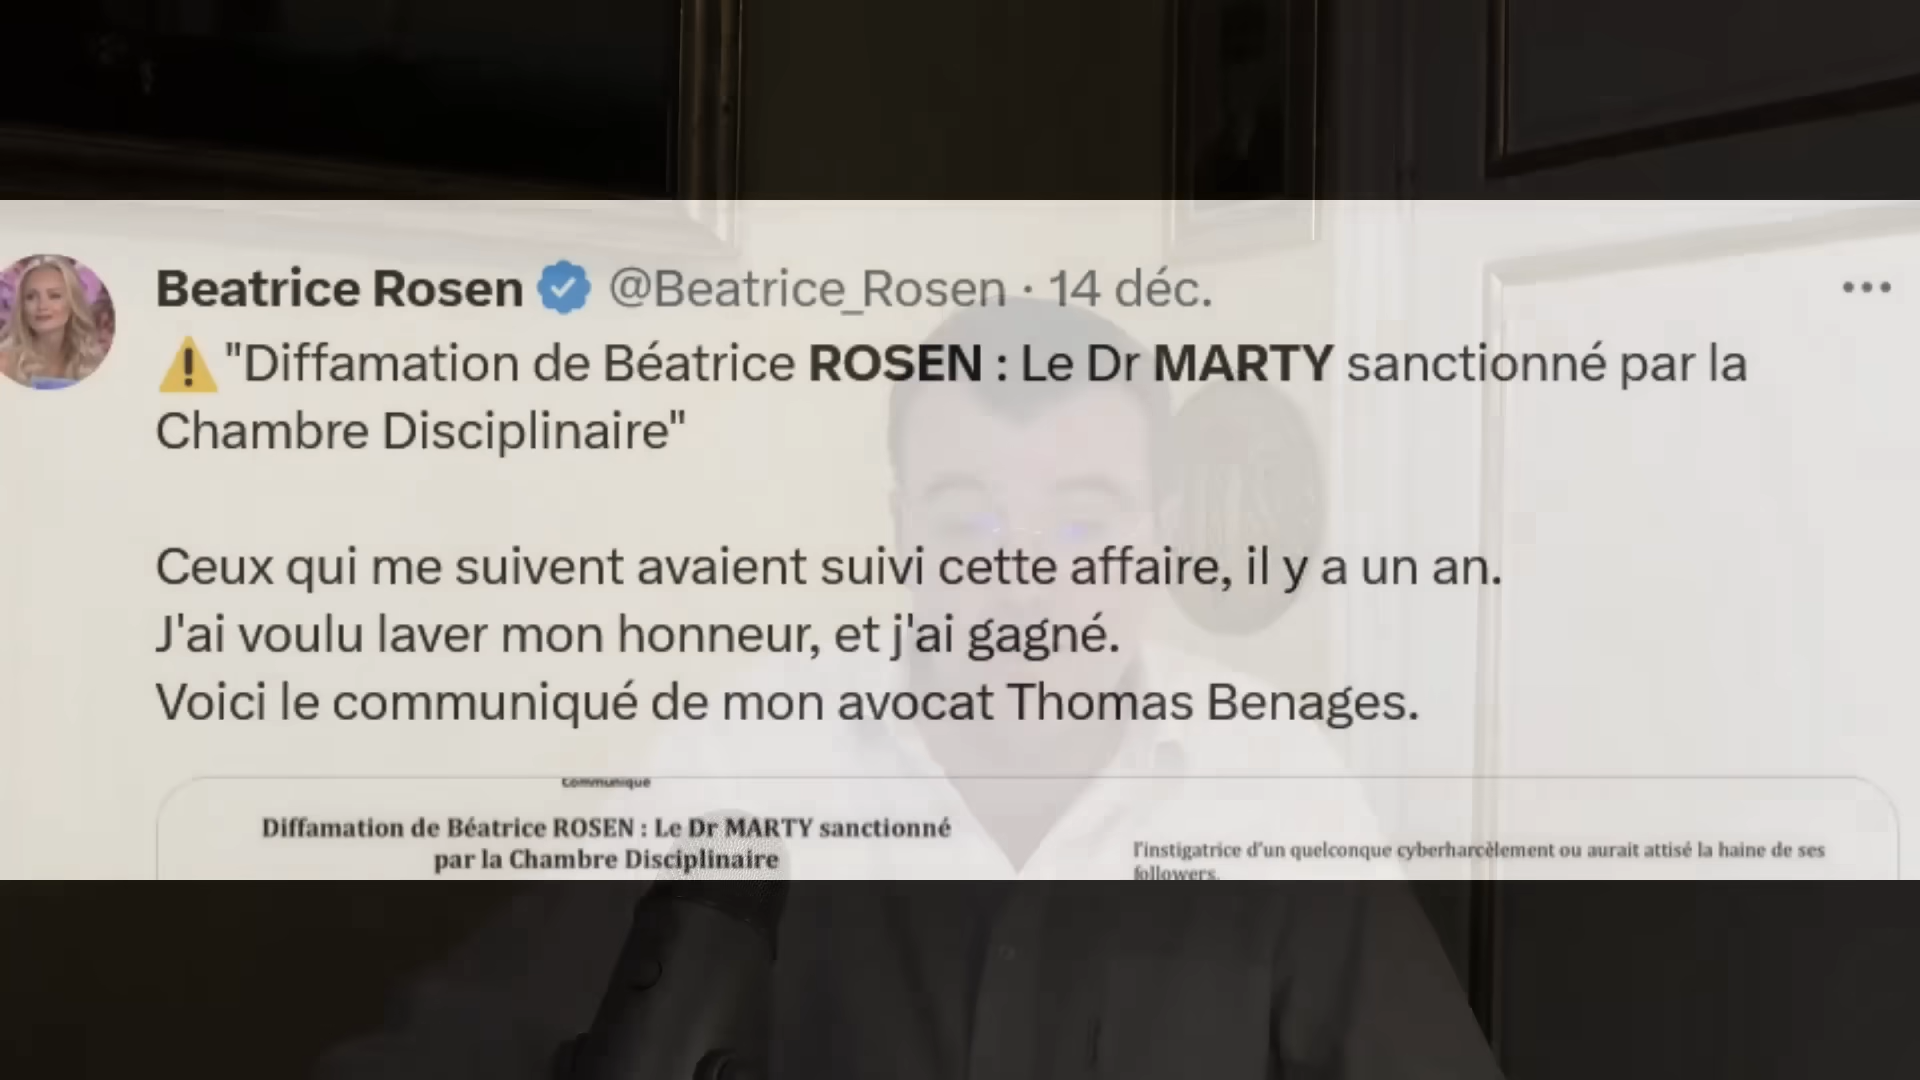 Beatrice Rosen @Beatrice_Rosen · 14 déc.
⚠️"Diffamation de Béatrice ROSEN : Le Dr MARTY sanctionné par la
Chambre Disciplinaire"
Ceux qui me suivent avaient suivi cette affaire, il y a un an.
J'ai voulu laver mon honneur, et j'ai gagné.
Voici le communiqué de mon avocat Thomas Benages.
Communiqué
Diffamation de Béatrice ROSEN : Le Dr MARTY sanctionné
par la Chambre Disciplinaire
l'instigatrice d'un quelconque cyberharcèlement ou aurait attisé la haine de ses
followers.